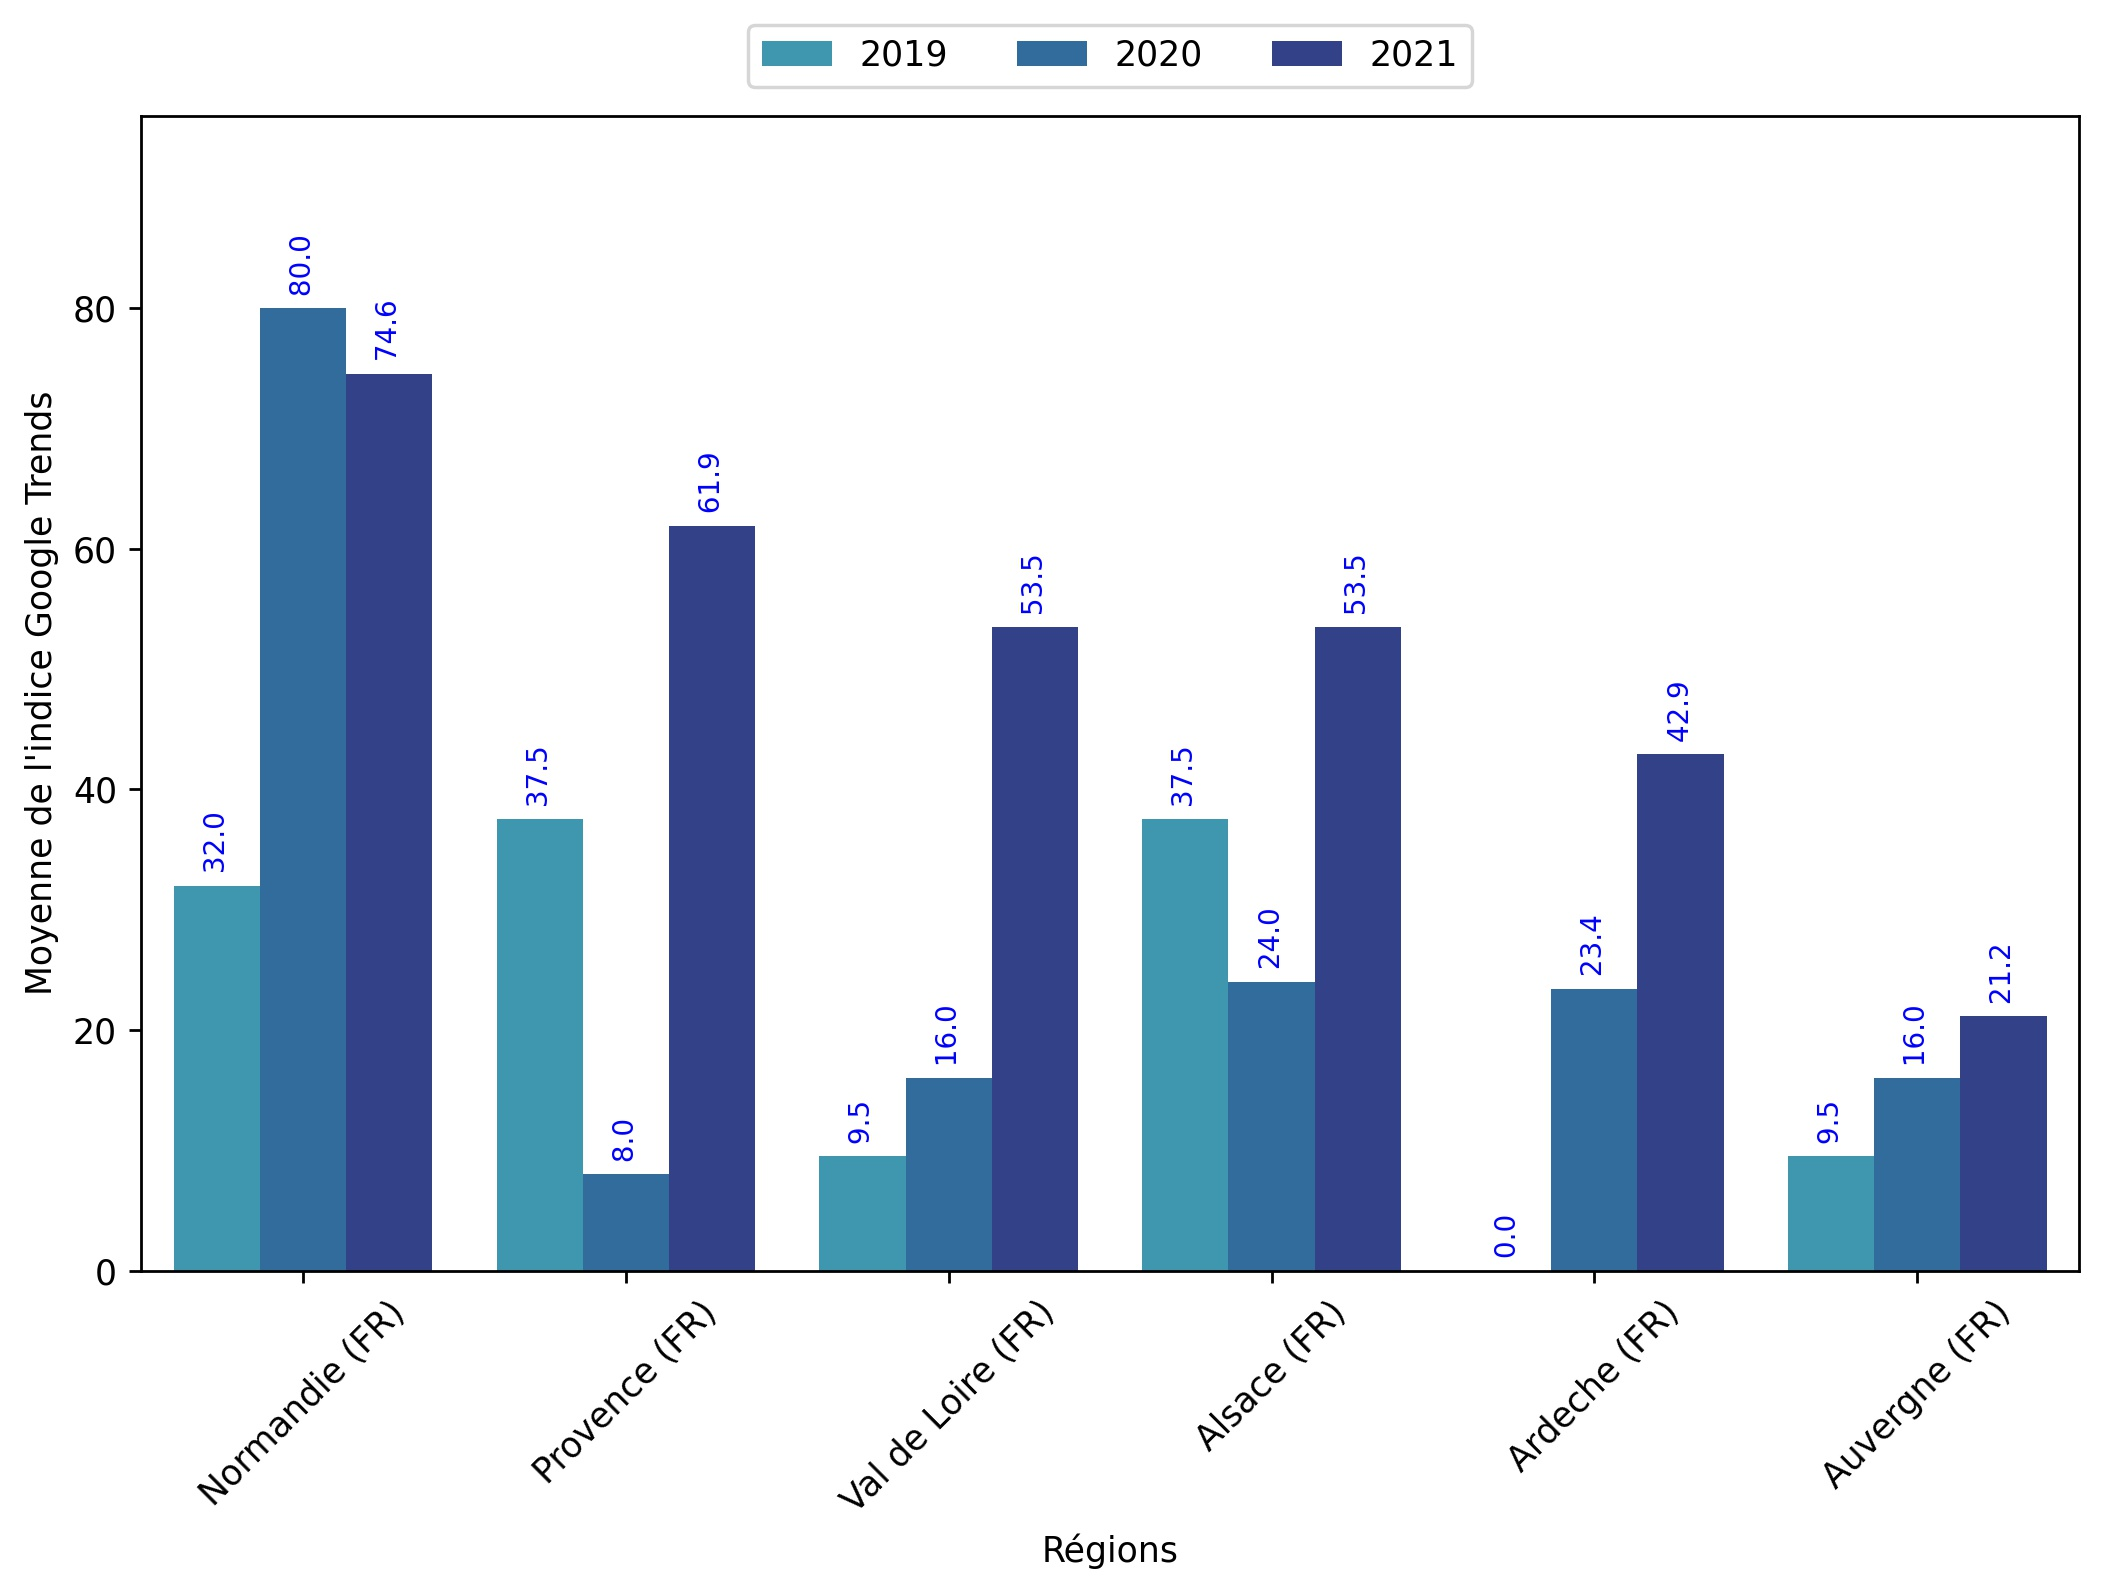 2019 2020 2021
Moyenne de l'indice Google Trends
80
60
40
20
0
32.0 80.0 74.6
37.5 8.0 61.9
9.5 16.0 53.5
37.5 24.0 53.5
0.0 23.4 42.9
9.5 16.0 21.2
Normandie (FR)
Provence (FR)
Val de Loire (FR)
Alsace (FR)
Ardeche (FR)
Auvergne (FR)
Régions